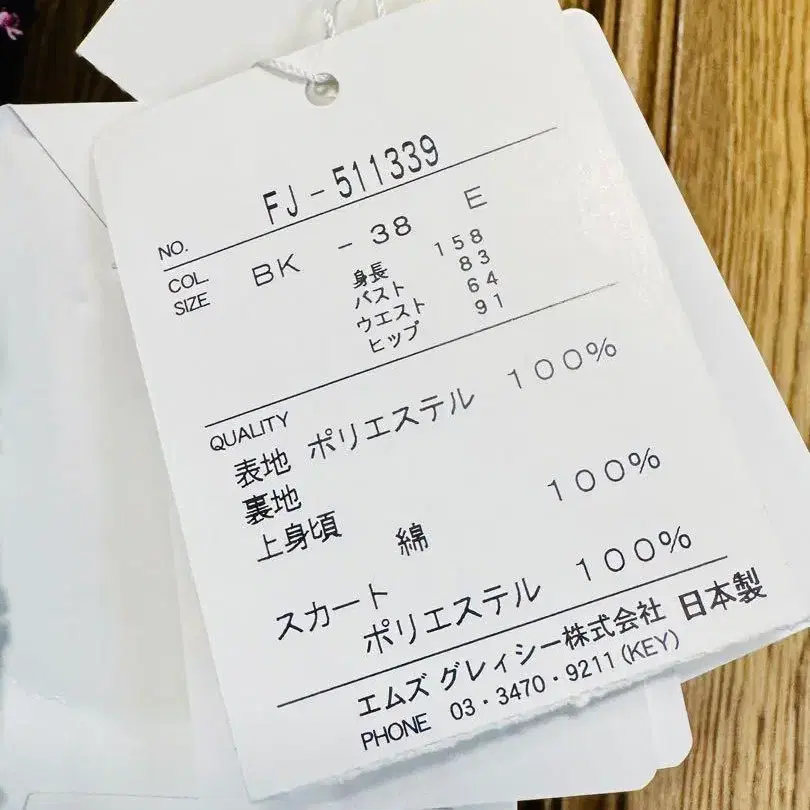 NO. FJ-511339
COL. BK - 38 E
SIZE
身長 158
バスト 83
ウエスト 64
ヒップ 91
QUALITY
表地 ポリエステル 100%
裏地
上身頃 綿 100%
スカート
ポリエステル 100%
エムズ グレィシー株式会社 日本製
PHONE 03・3470・9211(KEY)